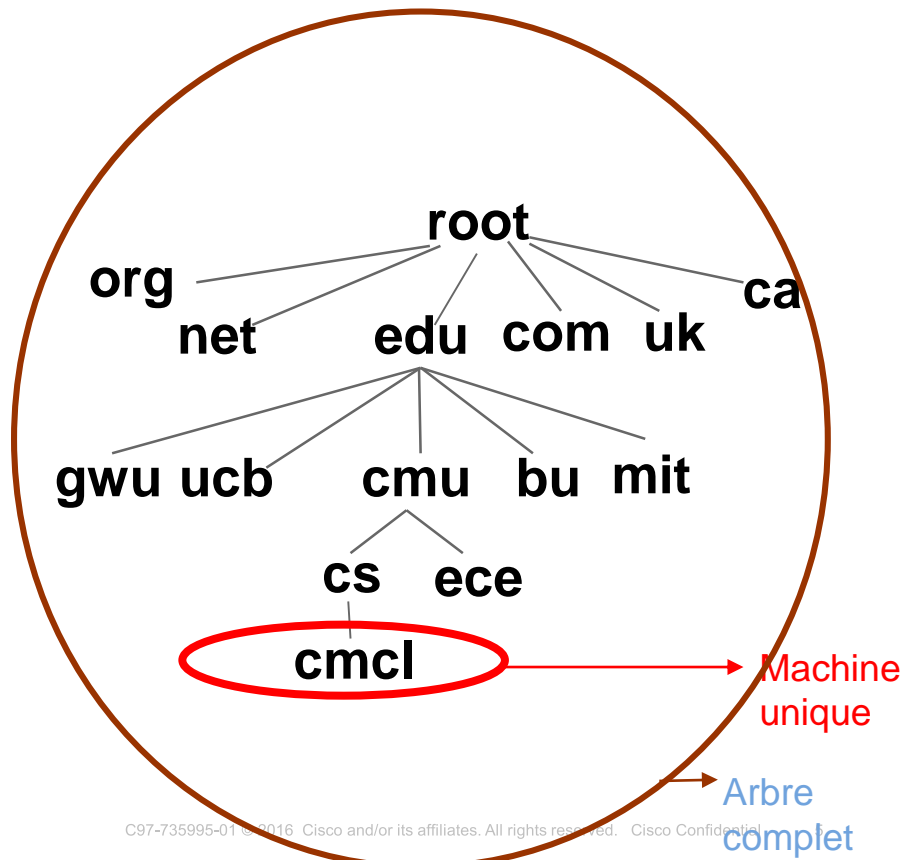 root
org
ca
net edu com uk
gwu ucb cmu bu mit
cs ece
cmcl
Machine
unique
Arbre
complet
C97-735995-01 © 2016 Cisco and/or its affiliates. All rights reserved. Cisco Confidential 5